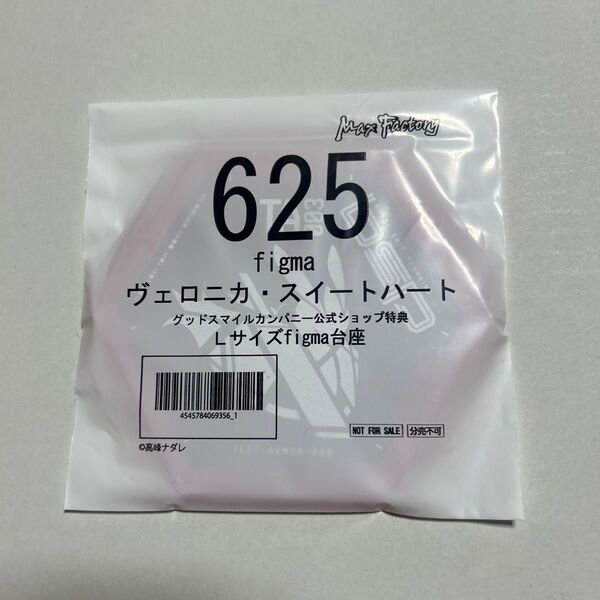 Max Factory
625
figma
ヴェロニカ・スイートハート
グッドスマイルカンパニー公式ショップ特典
Lサイズfigma台座
4545784069356_1
NOT FOR SALE 分売不可
©高峰ナダレ